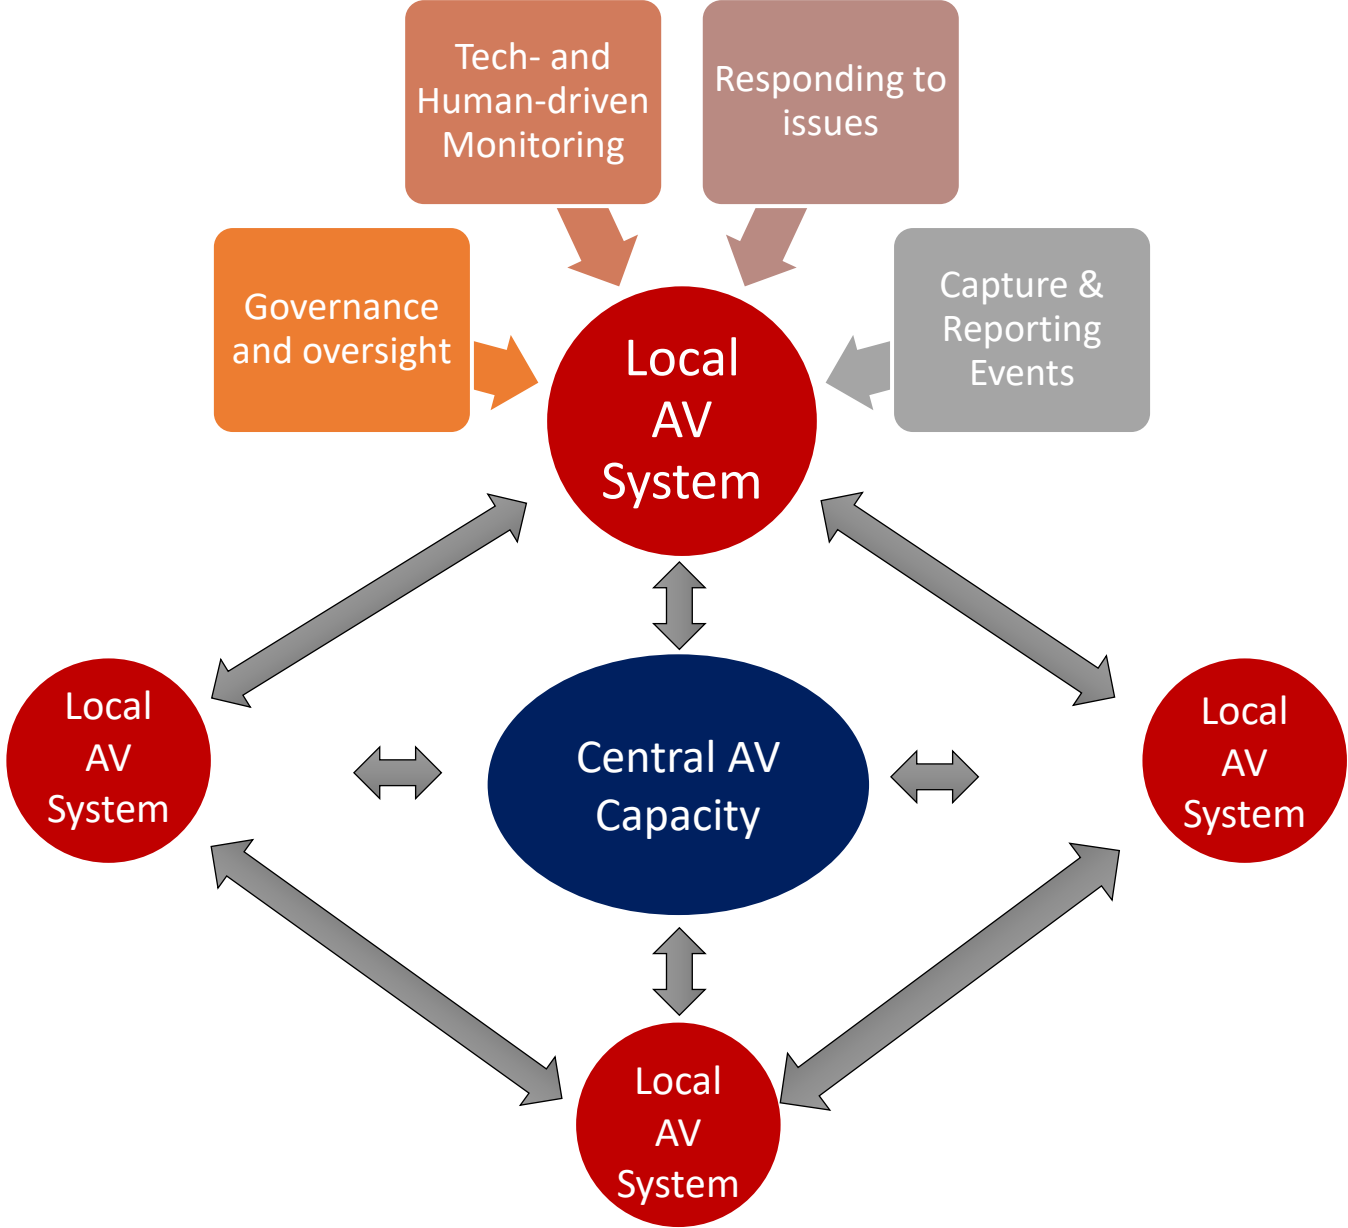 Tech- and
Human-driven
Monitoring
Responding to
issues
Governance
and oversight
Capture &
Reporting
Events
Local
AV
System
Local
AV
System
Central AV
Capacity
Local
AV
System
Local
AV
System